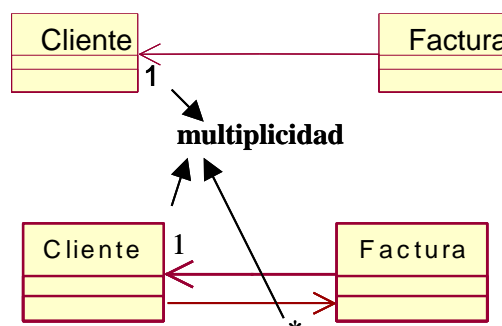 Cliente Factura
1
multiplicidad
Cliente 1 Factura
*